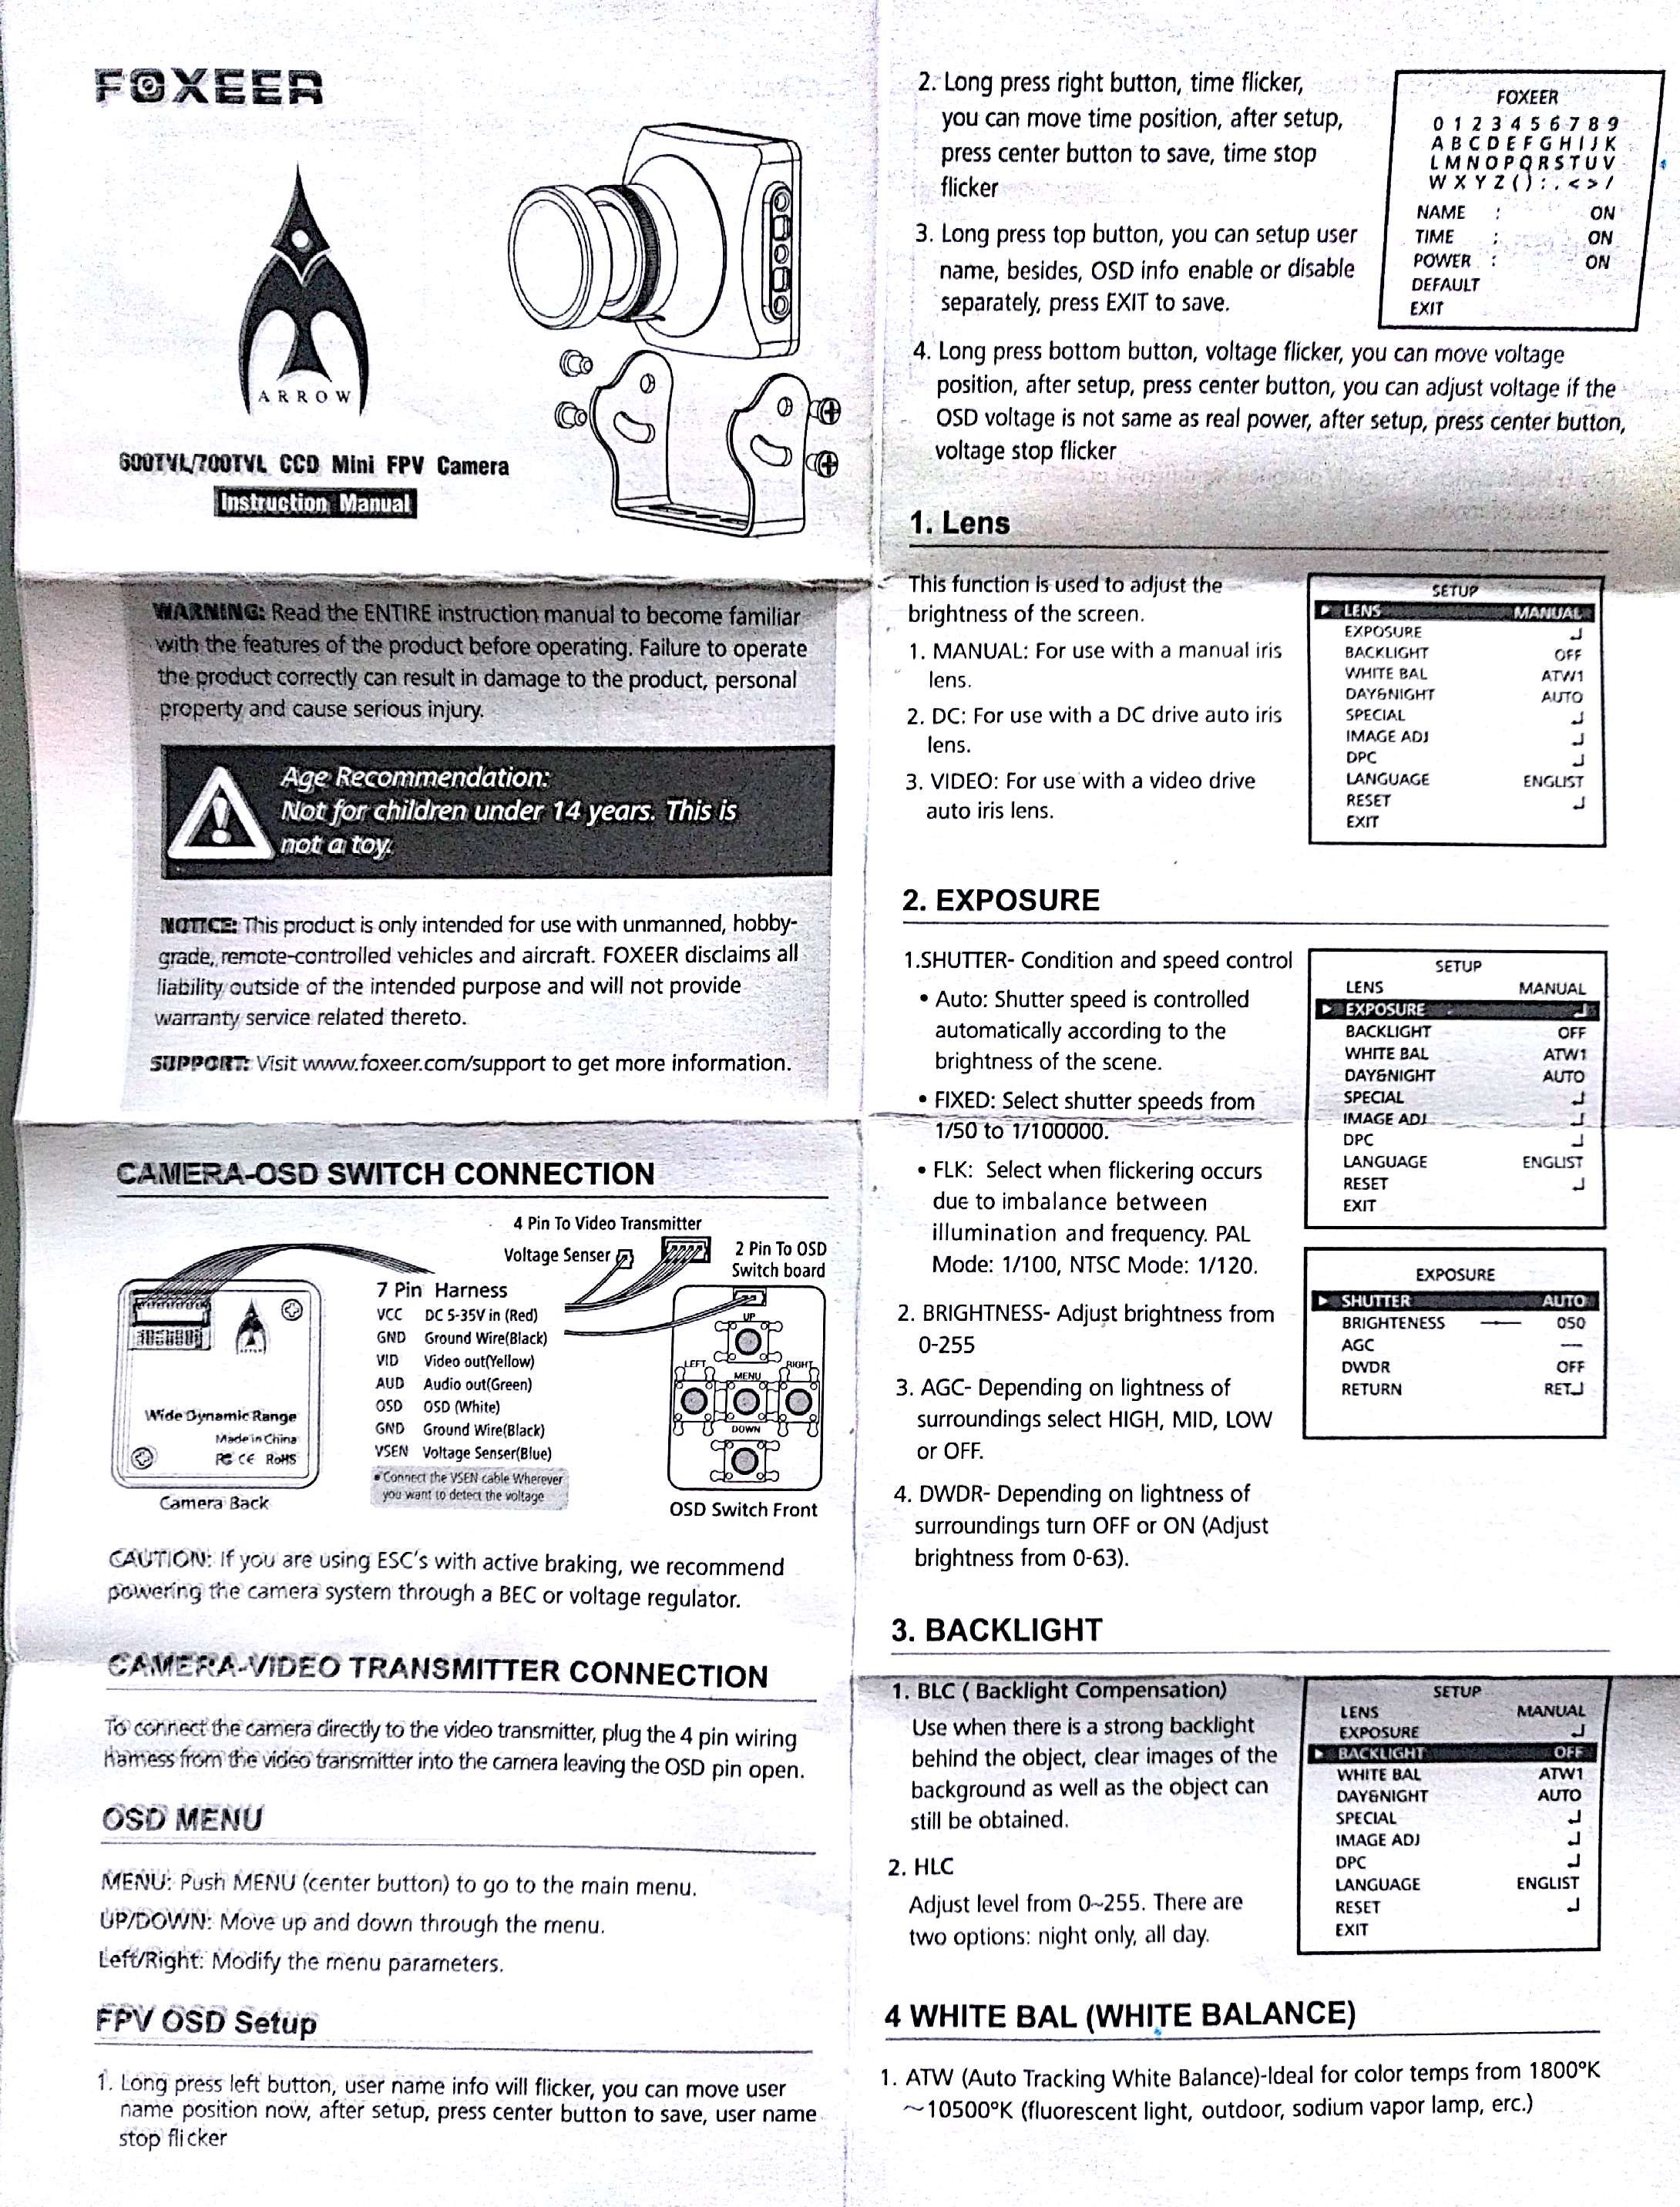 FOXEER
ARROW
600TVL/700TVL CCD Mini FPV Camera
Instruction Manual
WARNING: Read the ENTIRE instruction manual to become familiar
with the features of the product before operating. Failure to operate
the product correctly can result in damage to the product, personal
property and cause serious injury.
Age Recommendation:
Not for children under 14 years. This is
not a toy.
NOTICE: This product is only intended for use with unmanned, hobby-
grade, remote-controlled vehicles and aircraft. FOXEER disclaims all
liability outside of the intended purpose and will not provide
warranty service related thereto.
SUPPORT: Visit www.foxeer.com/support to get more information.
CAMERA-OSD SWITCH CONNECTION
4 Pin To Video Transmitter
Voltage Senser
2 Pin To OSD
Switch board
7 Pin Harness
VCC DC 5-35V in (Red)
GND Ground Wire(Black)
VID Video out(Yellow)
AUD Audio out(Green)
OSD OSD (White)
GND Ground Wire(Black)
VSEN Voltage Senser(Blue)
•Connect the VSEN cable Wherever
you want to detect the voltage
Wide Dynamic Range
Made in China
FC CE RoHS
Camera Back
UP
LEFT
RIGHT
MENU
DOWN
OSD Switch Front
CAUTION: If you are using ESC's with active braking, we recommend
powering the camera system through a BEC or voltage regulator.
CAMERA-VIDEO TRANSMITTER CONNECTION
To connect the camera directly to the video transmitter, plug the 4 pin wiring
harness from the video transmitter into the camera leaving the OSD pin open.
OSD MENU
MENU: Push MENU (center button) to go to the main menu.
UP/DOWN: Move up and down through the menu.
Left/Right: Modify the menu parameters.
FPV OSD Setup
1. Long press left button, user name info will flicker, you can move user
name position now, after setup, press center button to save, user name
stop flicker
2. Long press right button, time flicker,
you can move time position, after setup,
press center button to save, time stop
flicker
3. Long press top button, you can setup user
name, besides, OSD info enable or disable
separately, press EXIT to save.
FOXEER
0 1 2 3 4 5 6 7 8 9
A B C D E F G H I J K
L M N O P Q R S T U V
W X Y Z ( ) : . < > /
NAME : ON
TIME : ON
POWER : ON
DEFAULT
EXIT
4. Long press bottom button, voltage flicker, you can move voltage
position, after setup, press center button, you can adjust voltage if the
OSD voltage is not same as real power, after setup, press center button,
voltage stop flicker
1. Lens
This function is used to adjust the
brightness of the screen.
1. MANUAL: For use with a manual iris
lens.
2. DC: For use with a DC drive auto iris
lens.
3. VIDEO: For use with a video drive
auto iris lens.
SETUP
LENS MANUAL
EXPOSURE ↵
BACKLIGHT OFF
WHITE BAL ATW1
DAY&NIGHT AUTO
SPECIAL ↵
IMAGE ADJ ↵
DPC ↵
LANGUAGE ENGLIST
RESET ↵
EXIT
2. EXPOSURE
1.SHUTTER- Condition and speed control
• Auto: Shutter speed is controlled
automatically according to the
brightness of the scene.
• FIXED: Select shutter speeds from
1/50 to 1/100000.
• FLK: Select when flickering occurs
due to imbalance between
illumination and frequency. PAL
Mode: 1/100, NTSC Mode: 1/120.
2. BRIGHTNESS- Adjust brightness from
0-255
3. AGC- Depending on lightness of
surroundings select HIGH, MID, LOW
or OFF.
4. DWDR- Depending on lightness of
surroundings turn OFF or ON (Adjust
brightness from 0-63).
SETUP
LENS MANUAL
EXPOSURE ↵
BACKLIGHT OFF
WHITE BAL ATW1
DAY&NIGHT AUTO
SPECIAL ↵
IMAGE ADJ ↵
DPC ↵
LANGUAGE ENGLIST
RESET ↵
EXIT
EXPOSURE
SHUTTER AUTO
BRIGHTENESS 050
AGC ---
DWDR OFF
RETURN RET↵
3. BACKLIGHT
1. BLC ( Backlight Compensation)
Use when there is a strong backlight
behind the object, clear images of the
background as well as the object can
still be obtained.
2. HLC
Adjust level from 0~255. There are
two options: night only, all day.
SETUP
LENS MANUAL
EXPOSURE ↵
BACKLIGHT OFF
WHITE BAL ATW1
DAY&NIGHT AUTO
SPECIAL ↵
IMAGE ADJ ↵
DPC ↵
LANGUAGE ENGLIST
RESET ↵
EXIT
4 WHITE BAL (WHITE BALANCE)
1. ATW (Auto Tracking White Balance)-Ideal for color temps from 1800°K
~10500°K (fluorescent light, outdoor, sodium vapor lamp, erc.)